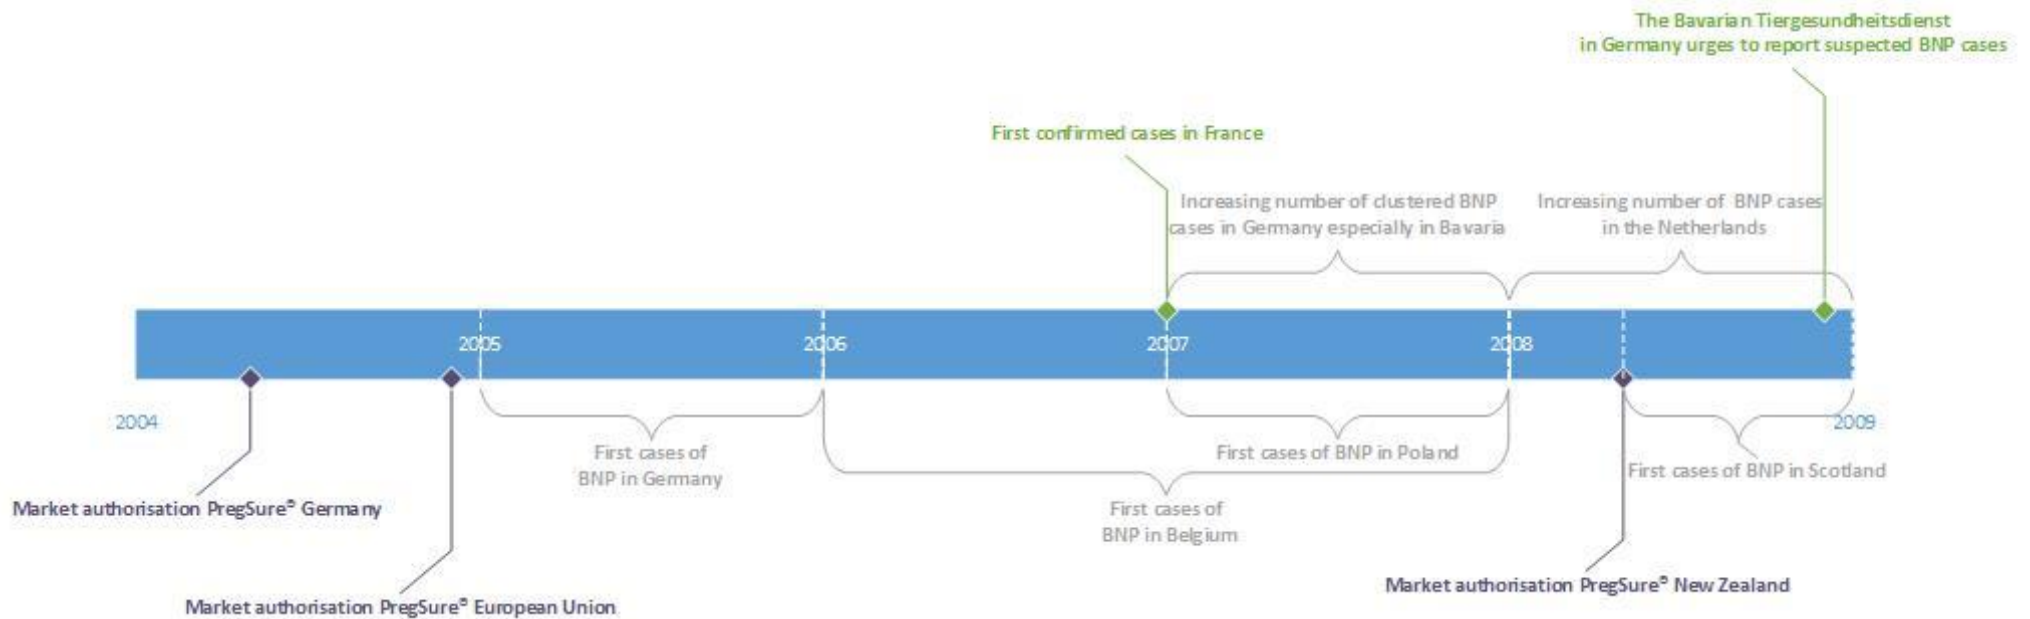 The Bavarian Tiergesundheitsdienst
in Germany urges to report suspected BNP cases
First confirmed cases in France
Increasing number of clustered BNP
cases in Germany especially in Bavaria
Increasing number of BNP cases
in the Netherlands
2005
2006
2007
2008
2004
2009
First cases of
BNP in Germany
First cases of BNP in Poland
First cases of BNP in Scotland
Market authorisation PregSure® Germany
First cases of
BNP in Belgium
Market authorisation PregSure® New Zealand
Market authorisation PregSure® European Union